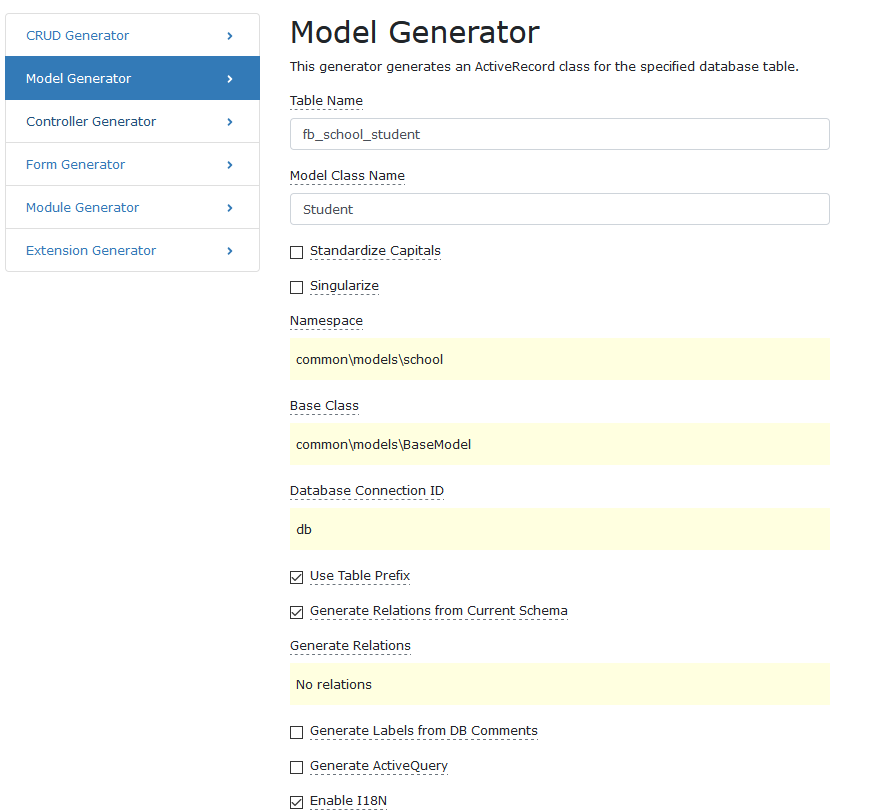 CRUD Generator
Model Generator
Controller Generator
Form Generator
Module Generator
Extension Generator
Model Generator
This generator generates an ActiveRecord class for the specified database table.
Table Name
fb_school_student
Model Class Name
Student
Standardize Capitals
Singularize
Namespace
common\models\school
Base Class
common\models\BaseModel
Database Connection ID
db
Use Table Prefix
Generate Relations from Current Schema
Generate Relations
No relations
Generate Labels from DB Comments
Generate ActiveQuery
Enable I18N